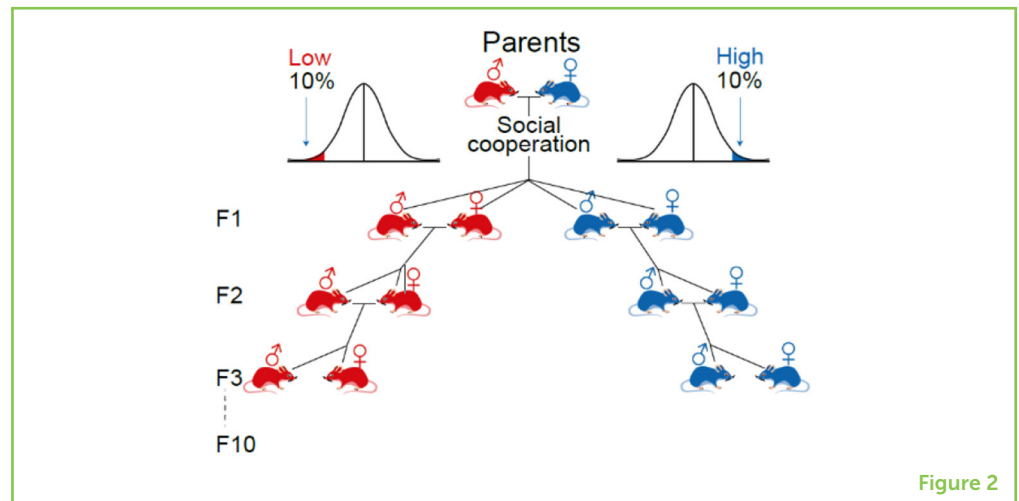 Parents
Low
10%
♂ ♀
High
10%
Social
cooperation
F1
♂ ♀ ♂ ♀
F2
♂ ♀ ♂ ♀
F3
♂ ♀ ♂ ♀
F10
Figure 2